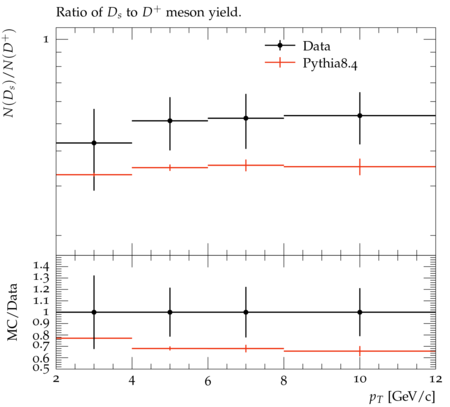 Ratio of Dₛ to D⁺ meson yield.
N(Dₛ)/N(D⁺)
1
Data
Pythia8.4
MC/Data
1.4
1.3
1.2
1.1
1
0.9
0.8
0.7
0.6
0.5
2 4 6 8 10 12
p_T [GeV/c]